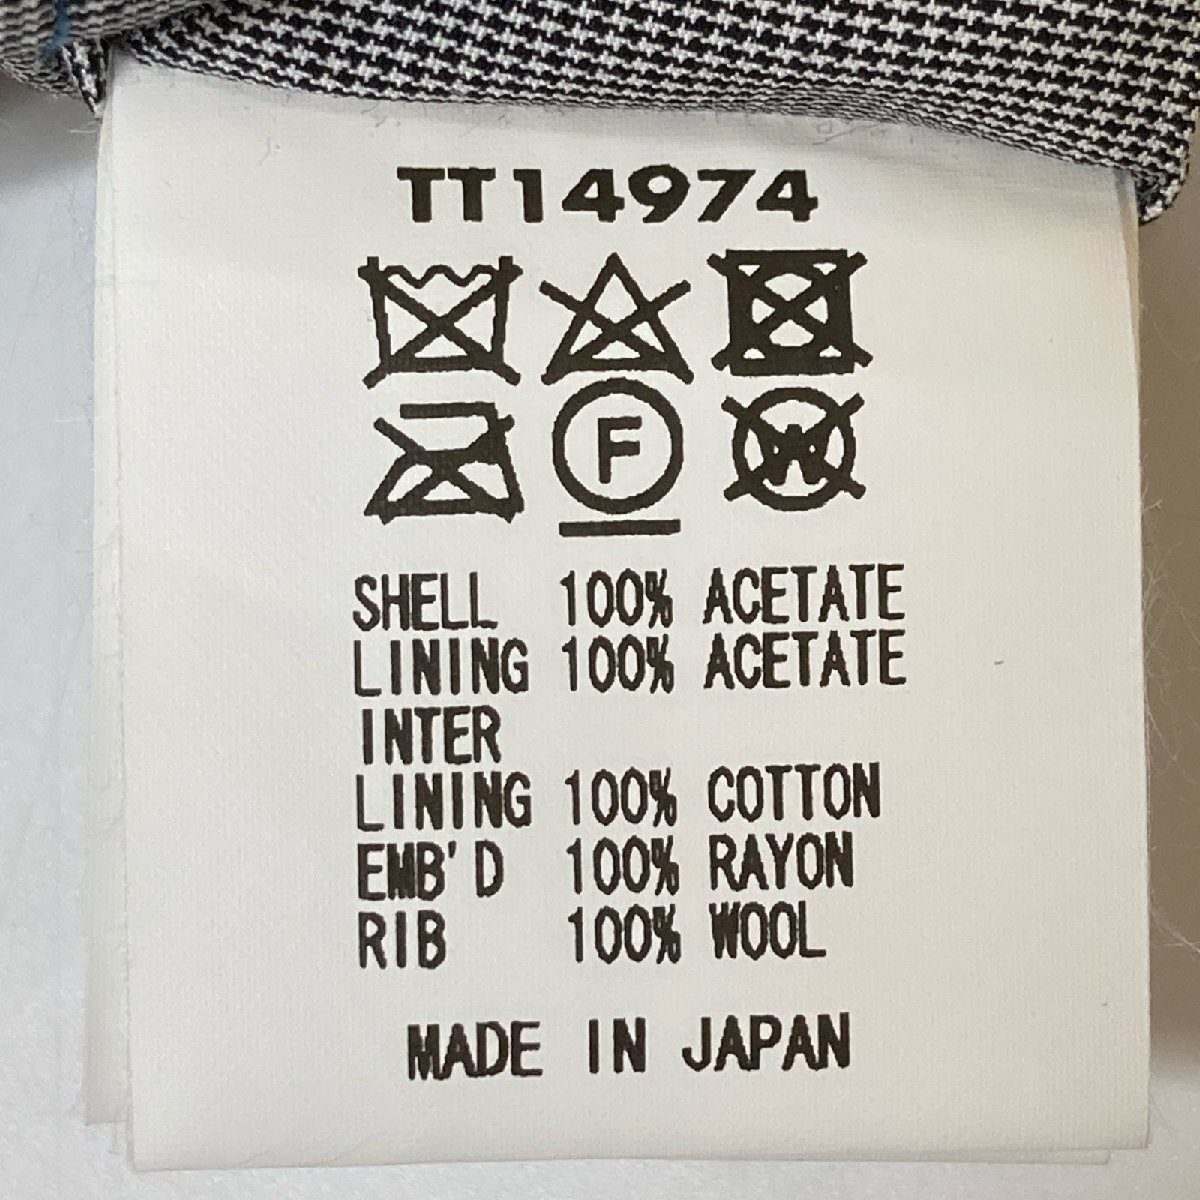 TT14974
F W
SHELL 100% ACETATE
LINING 100% ACETATE
INTER
LINING 100% COTTON
EMB'D 100% RAYON
RIB 100% WOOL
MADE IN JAPAN